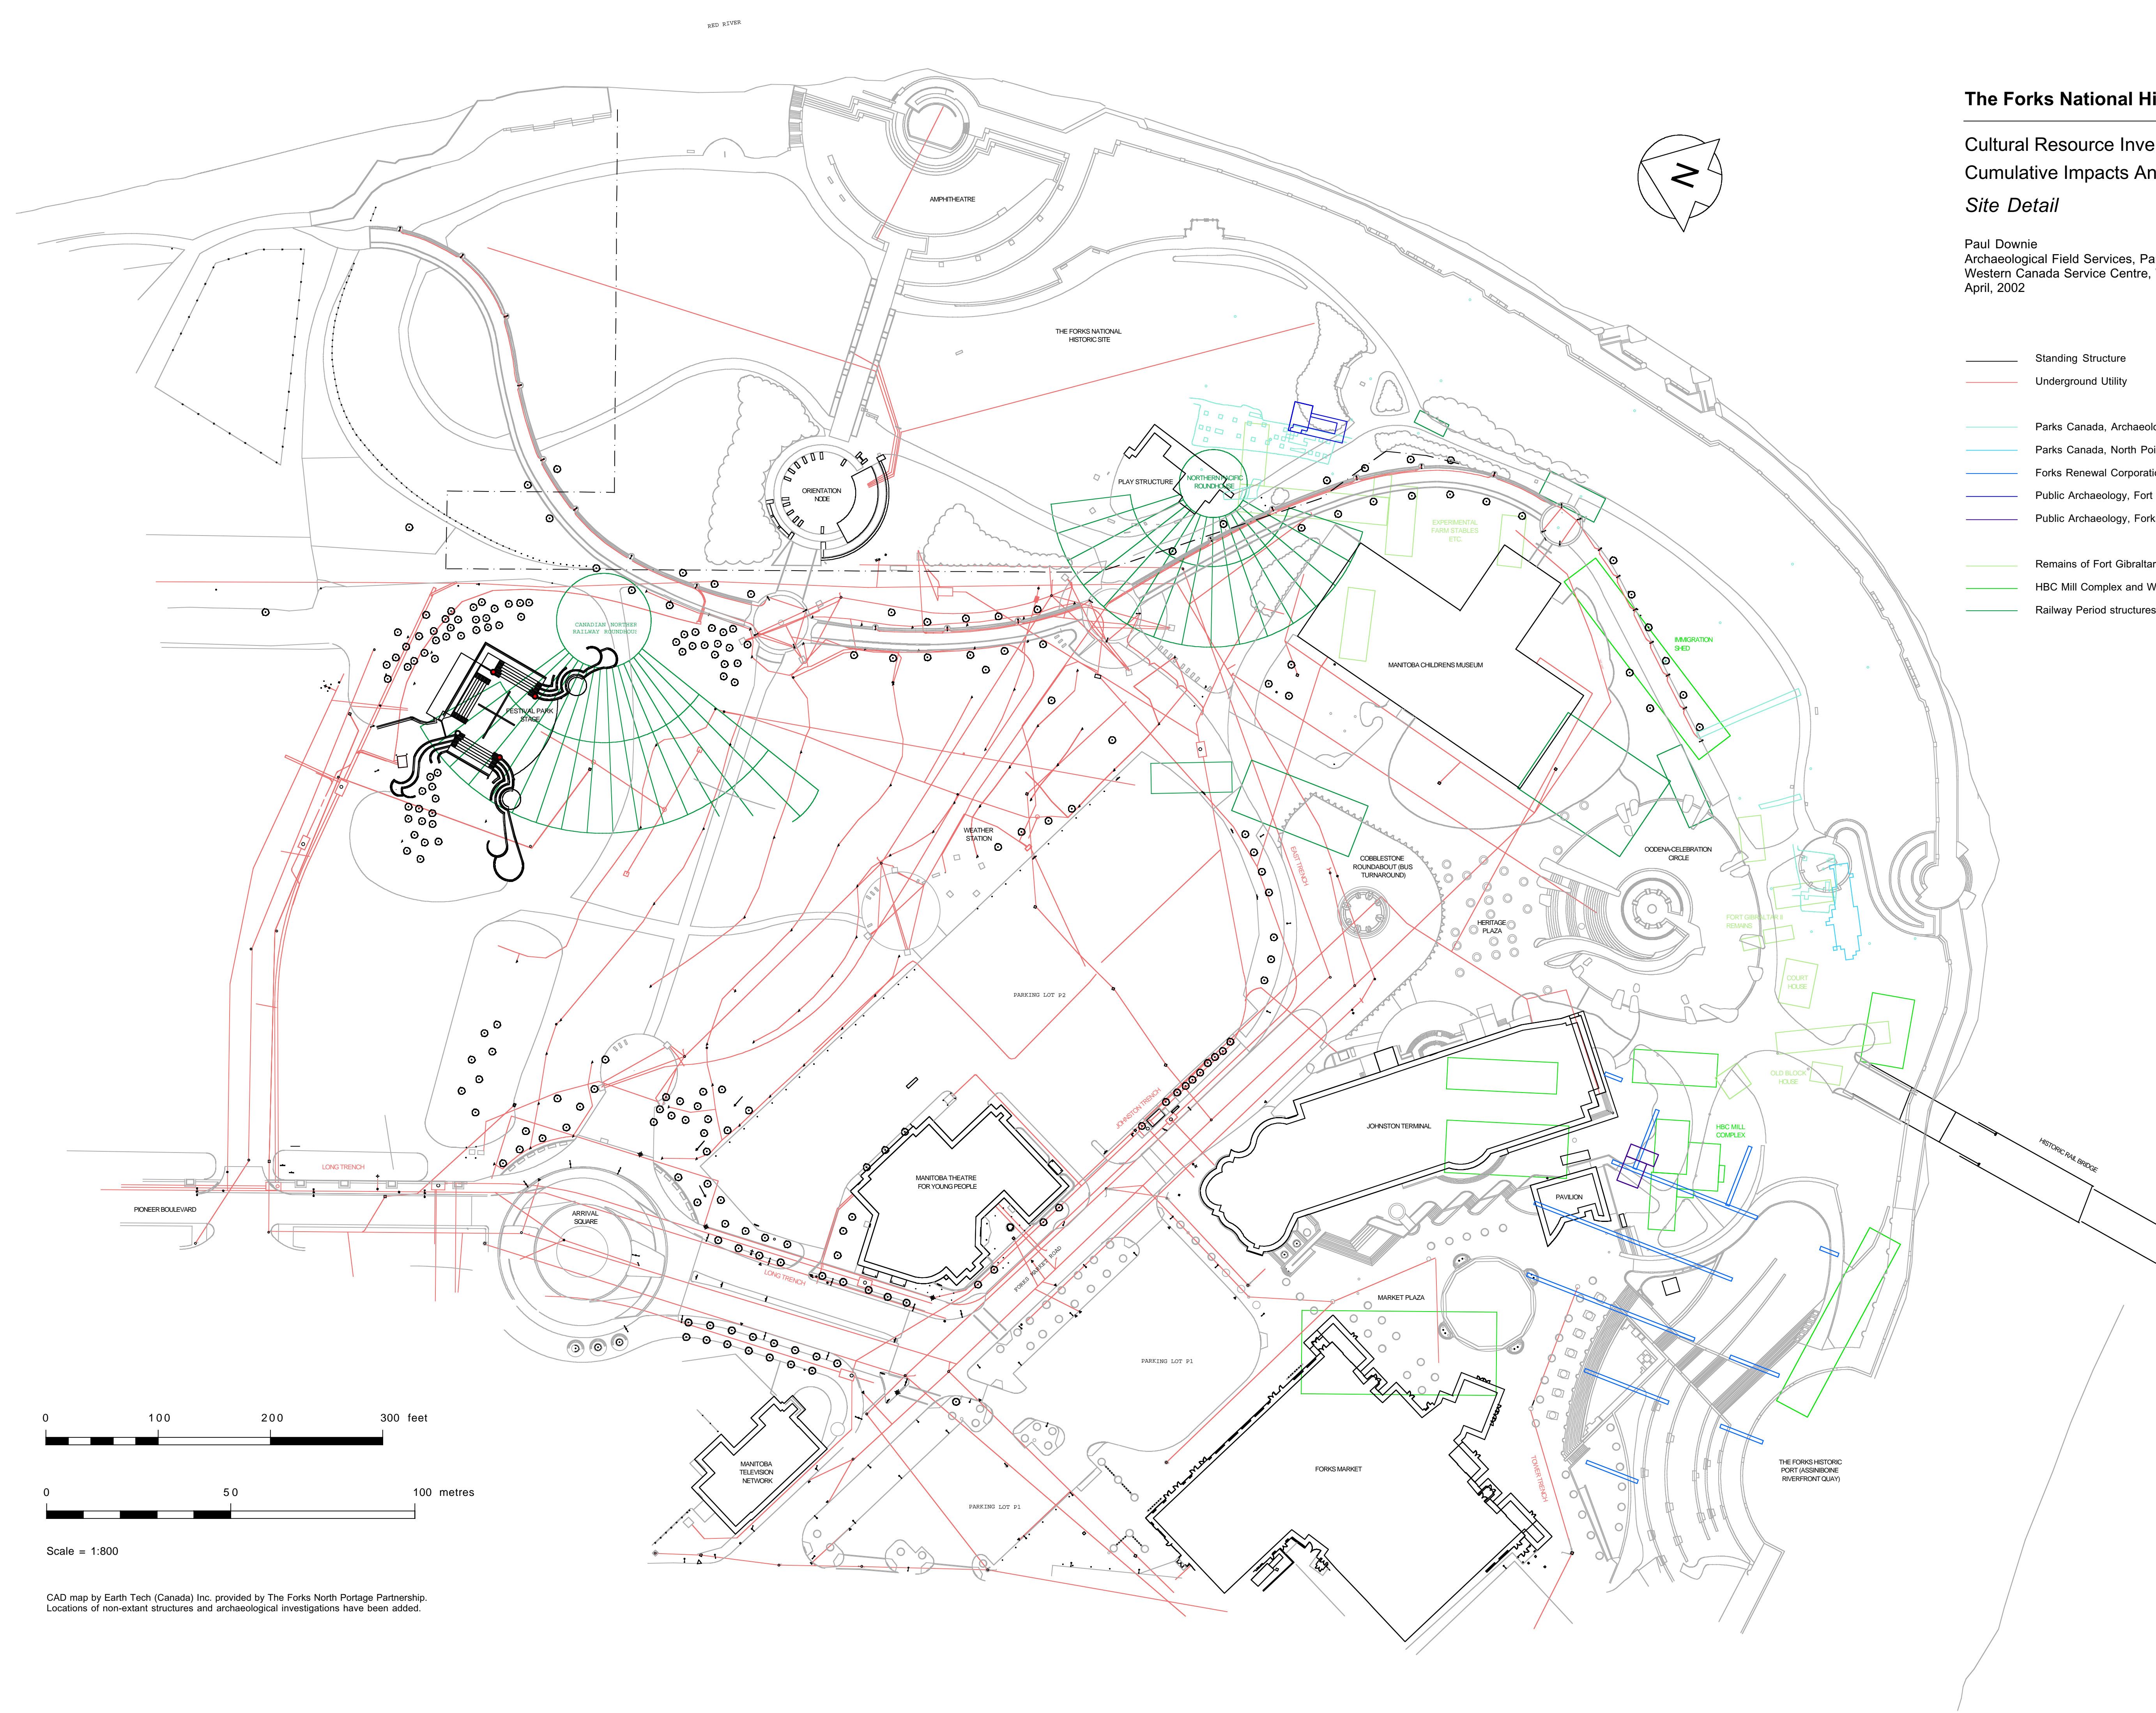 RED RIVER
The Forks National Hi
Cultural Resource Inve
Cumulative Impacts An
Site Detail
Paul Downie
Archaeological Field Services, Pa
Western Canada Service Centre,
April, 2002
N
Standing Structure
Underground Utility
Parks Canada, Archaeolo
Parks Canada, North Poi
Forks Renewal Corporati
Public Archaeology, Fort
Public Archaeology, Fork
Remains of Fort Gibraltar
HBC Mill Complex and W
Railway Period structures
AMPHITHEATRE
THE FORKS NATIONAL
HISTORIC SITE
ORIENTATION
NODE
PLAY STRUCTURE
NORTHERN PACIFIC
ROUNDHOUSE
EXPERIMENTAL
FARM STABLES
ETC.
CANADIAN NORTHER
RAILWAY ROUNDHOUS
IMMIGRATION
SHED
MANITOBA CHILDRENS MUSEUM
FESTIVAL PARK
STAGE
WEATHER
STATION
EAST TRENCH
COBBLESTONE
ROUNDABOUT (BUS
TURNAROUND)
OODENA-CELEBRATION
CIRCLE
HERITAGE
PLAZA
FORT GIBRALTAR II
REMAINS
COURT
HOUSE
PARKING LOT P2
OLD BLOCK
HOUSE
JOHNSTON TRENCH
JOHNSTON TERMINAL
HBC MILL
COMPLEX
HISTORIC RAIL BRIDGE
LONG TRENCH
MANITOBA THEATRE
FOR YOUNG PEOPLE
PAVILION
PIONEER BOULEVARD
ARRIVAL
SQUARE
FORKS MARKET ROAD
LONG TRENCH
MARKET PLAZA
PARKING LOT P1
MANITOBA
TELEVISION
NETWORK
FORKS MARKET
TOWER TRENCH
THE FORKS HISTORIC
PORT (ASSINIBOINE
RIVERFRONT QUAY)
PARKING LOT P1
0 100 200 300 feet
0 50 100 metres
Scale = 1:800
CAD map by Earth Tech (Canada) Inc. provided by The Forks North Portage Partnership.
Locations of non-extant structures and archaeological investigations have been added.